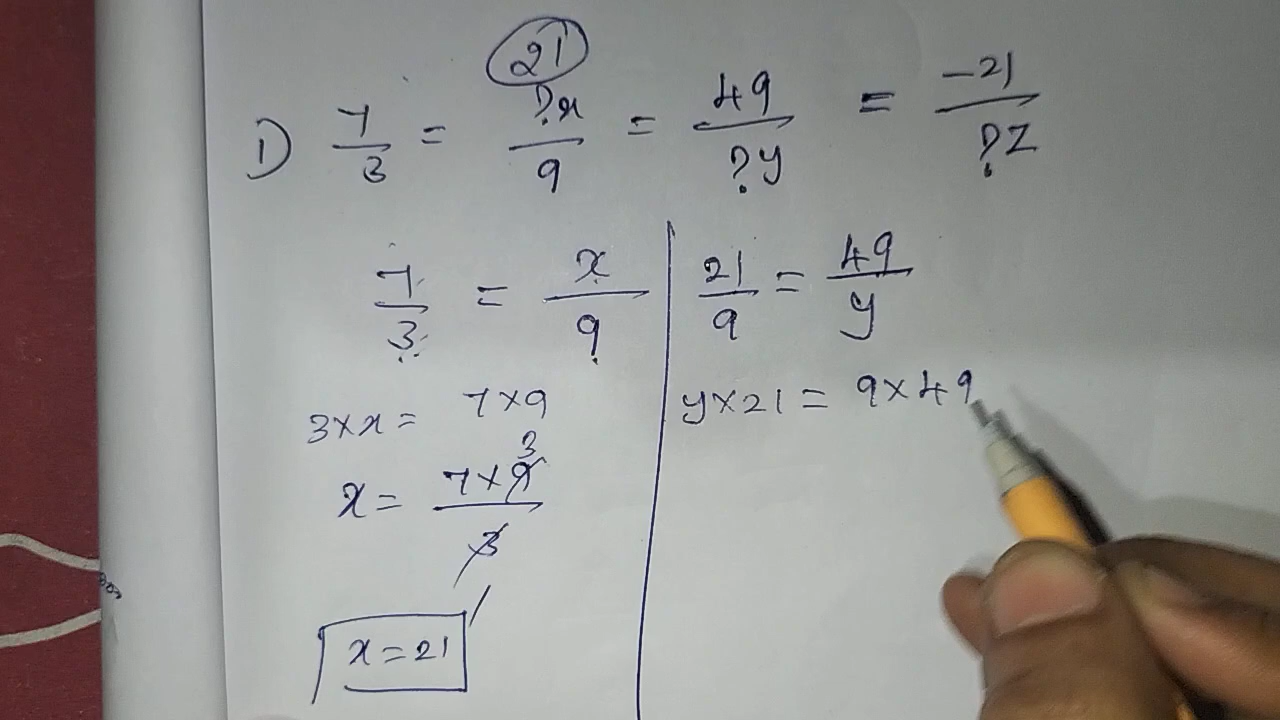 21
1) 7/3 = ?x/9 = 49/?y = -21/?z
7/3 = x/9
3×x = 7×9
x = 7×9/3
3
x=21
21/9 = 49/y
y×21 = 9×49